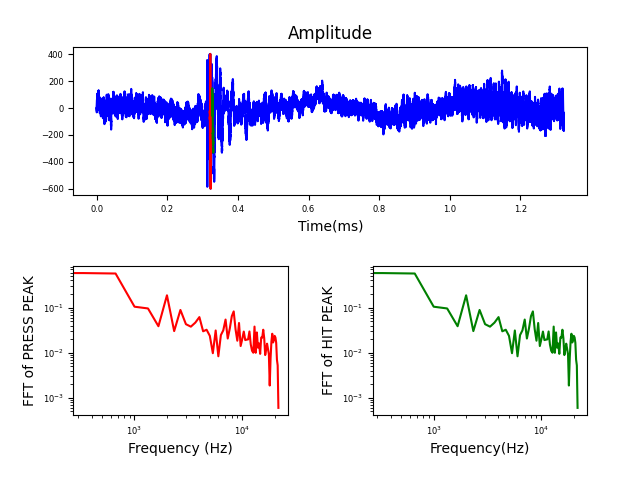 Amplitude
400
200
0
−200
−400
−600
0.0 0.2 0.4 0.6 0.8 1.0 1.2
Time(ms)
FFT of PRESS PEAK
10⁻¹
10⁻²
10⁻³
10³ 10⁴
Frequency (Hz)
FFT of HIT PEAK
10⁻¹
10⁻²
10⁻³
10³ 10⁴
Frequency(Hz)